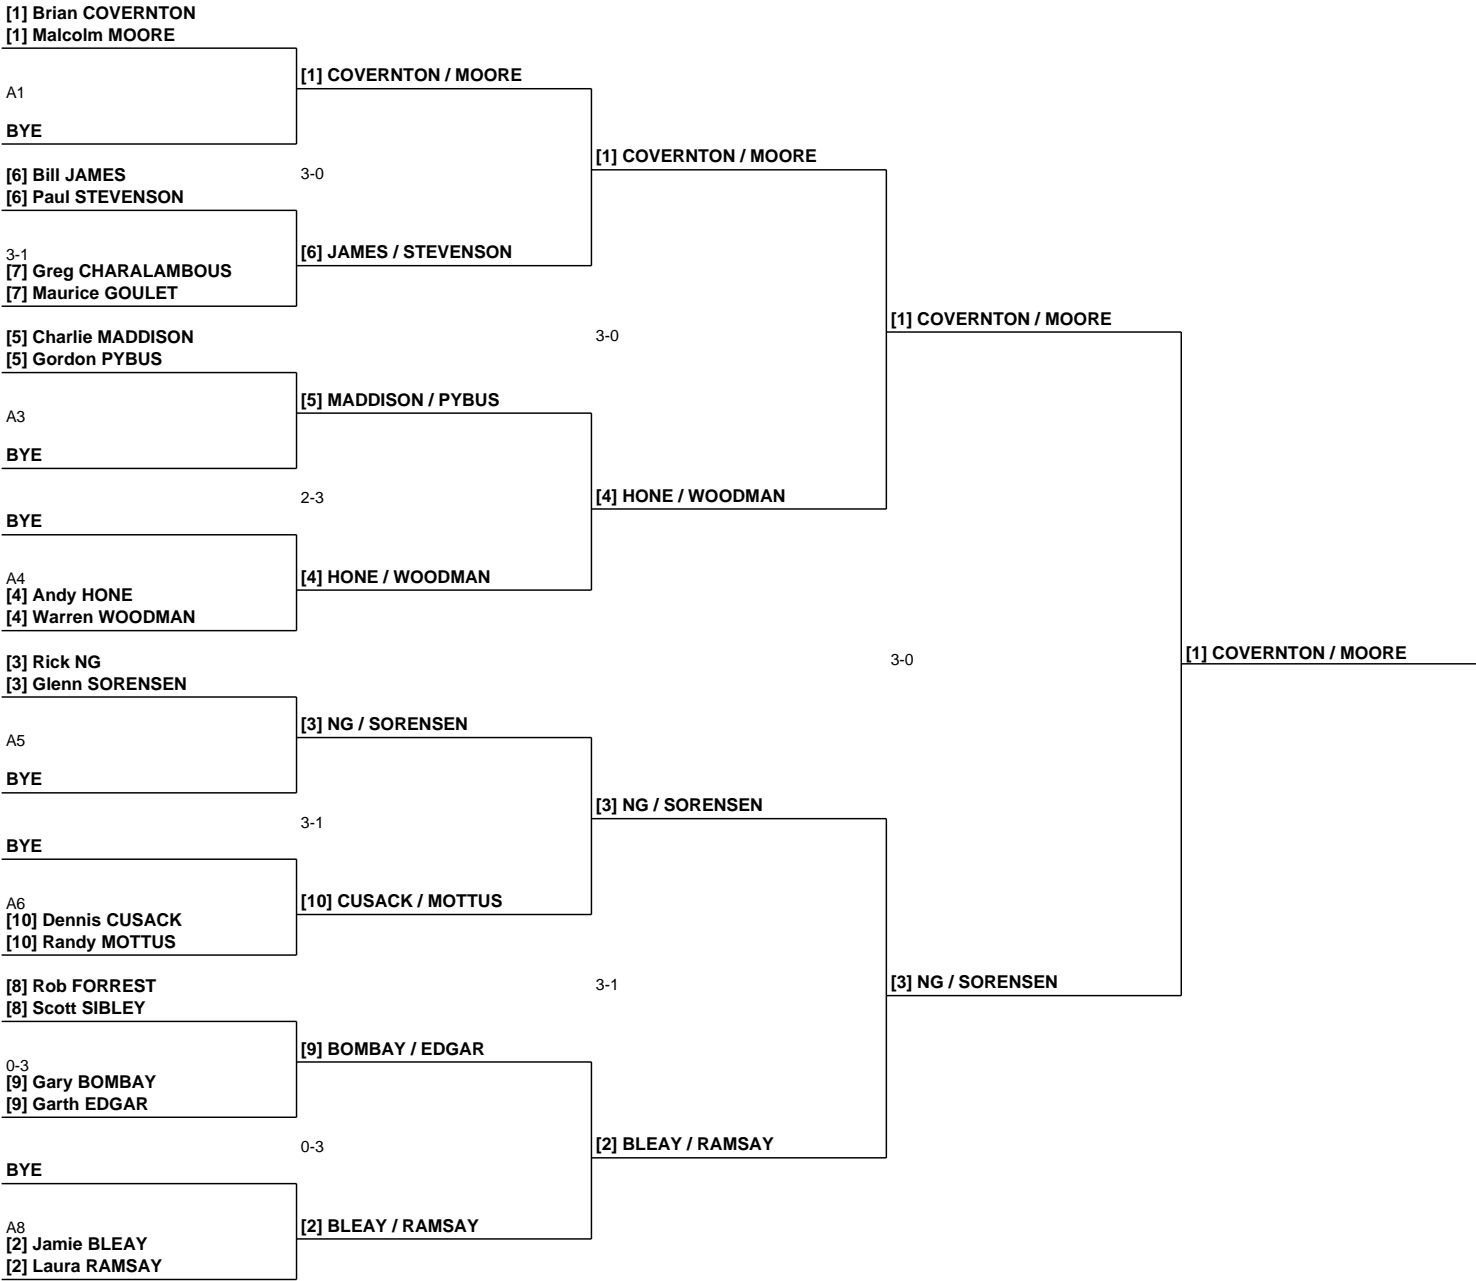 [1] Brian COVERNTON
[1] Malcolm MOORE
A1
BYE
[6] Bill JAMES
[6] Paul STEVENSON
3-1
[7] Greg CHARALAMBOUS
[7] Maurice GOULET
[5] Charlie MADDISON
[5] Gordon PYBUS
A3
BYE
BYE
A4
[4] Andy HONE
[4] Warren WOODMAN
[3] Rick NG
[3] Glenn SORENSEN
A5
BYE
BYE
A6
[10] Dennis CUSACK
[10] Randy MOTTUS
[8] Rob FORREST
[8] Scott SIBLEY
0-3
[9] Gary BOMBAY
[9] Garth EDGAR
BYE
A8
[2] Jamie BLEAY
[2] Laura RAMSAY
[1] COVERNTON / MOORE
3-0
[6] JAMES / STEVENSON
[5] MADDISON / PYBUS
2-3
[4] HONE / WOODMAN
[3] NG / SORENSEN
3-1
[10] CUSACK / MOTTUS
[9] BOMBAY / EDGAR
0-3
[2] BLEAY / RAMSAY
[1] COVERNTON / MOORE
3-0
[4] HONE / WOODMAN
[3] NG / SORENSEN
3-1
[2] BLEAY / RAMSAY
[1] COVERNTON / MOORE
3-0
[3] NG / SORENSEN
[1] COVERNTON / MOORE